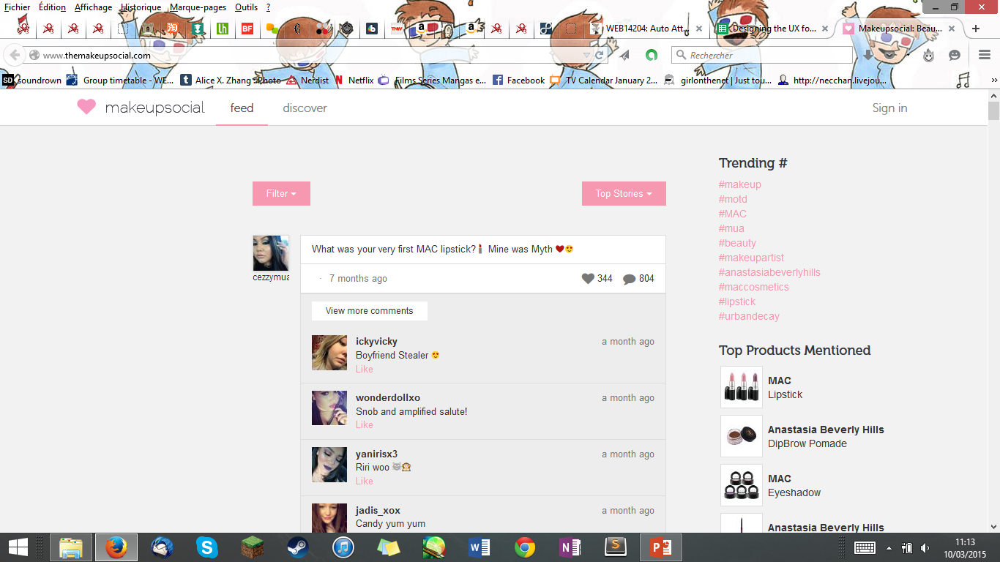 Fichier Édition Affichage Historique Marque-pages Outils ?
WEB14204: Auto Att... Designing the UX fo... Makeupsocial: Beau...
www.themakeupsocial.com Rechercher
soundrown Group timetable - WE... Alice X. Zhang · Photo Nerdist Netflix Films Series Mangas e... Facebook TV Calendar January 2... girlonthenet | Just tou... http://necchan.livejou...
makeupsocial feed discover Sign in
Trending #
#makeup
#motd
#MAC
#mua
#beauty
#makeupartist
#anastasiabeverlyhills
#maccosmetics
#lipstick
#urbandecay
Filter Top Stories
What was your very first MAC lipstick?💄 Mine was Myth ❤😍
cezzymua
· 7 months ago 344 804
View more comments
ickyvicky a month ago
Boyfriend Stealer 😍
Like
wonderdollxo a month ago
Snob and amplified salute!
Like
yanirisx3 a month ago
Riri woo 😻🙊
Like
jadis_xox a month ago
Candy yum yum
Top Products Mentioned
MAC
Lipstick
Anastasia Beverly Hills
DipBrow Pomade
MAC
Eyeshadow
Anastasia Beverly Hills
11:13
10/03/2015